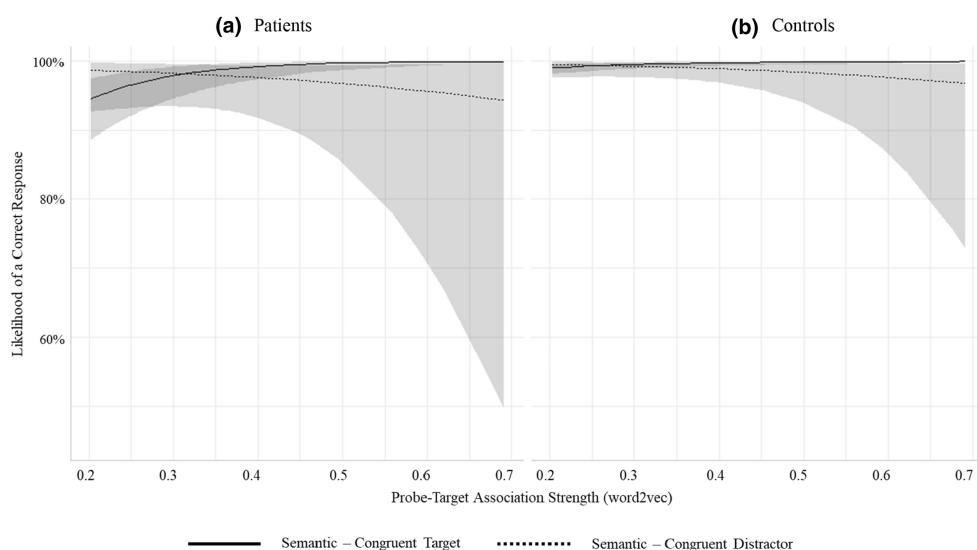 (a) Patients
(b) Controls
100%
80%
60%
Likelihood of a Correct Response
0.2 0.3 0.4 0.5 0.6 0.7
0.2 0.3 0.4 0.5 0.6 0.7
Probe-Target Association Strength (word2vec)
Semantic – Congruent Target
Semantic – Congruent Distractor